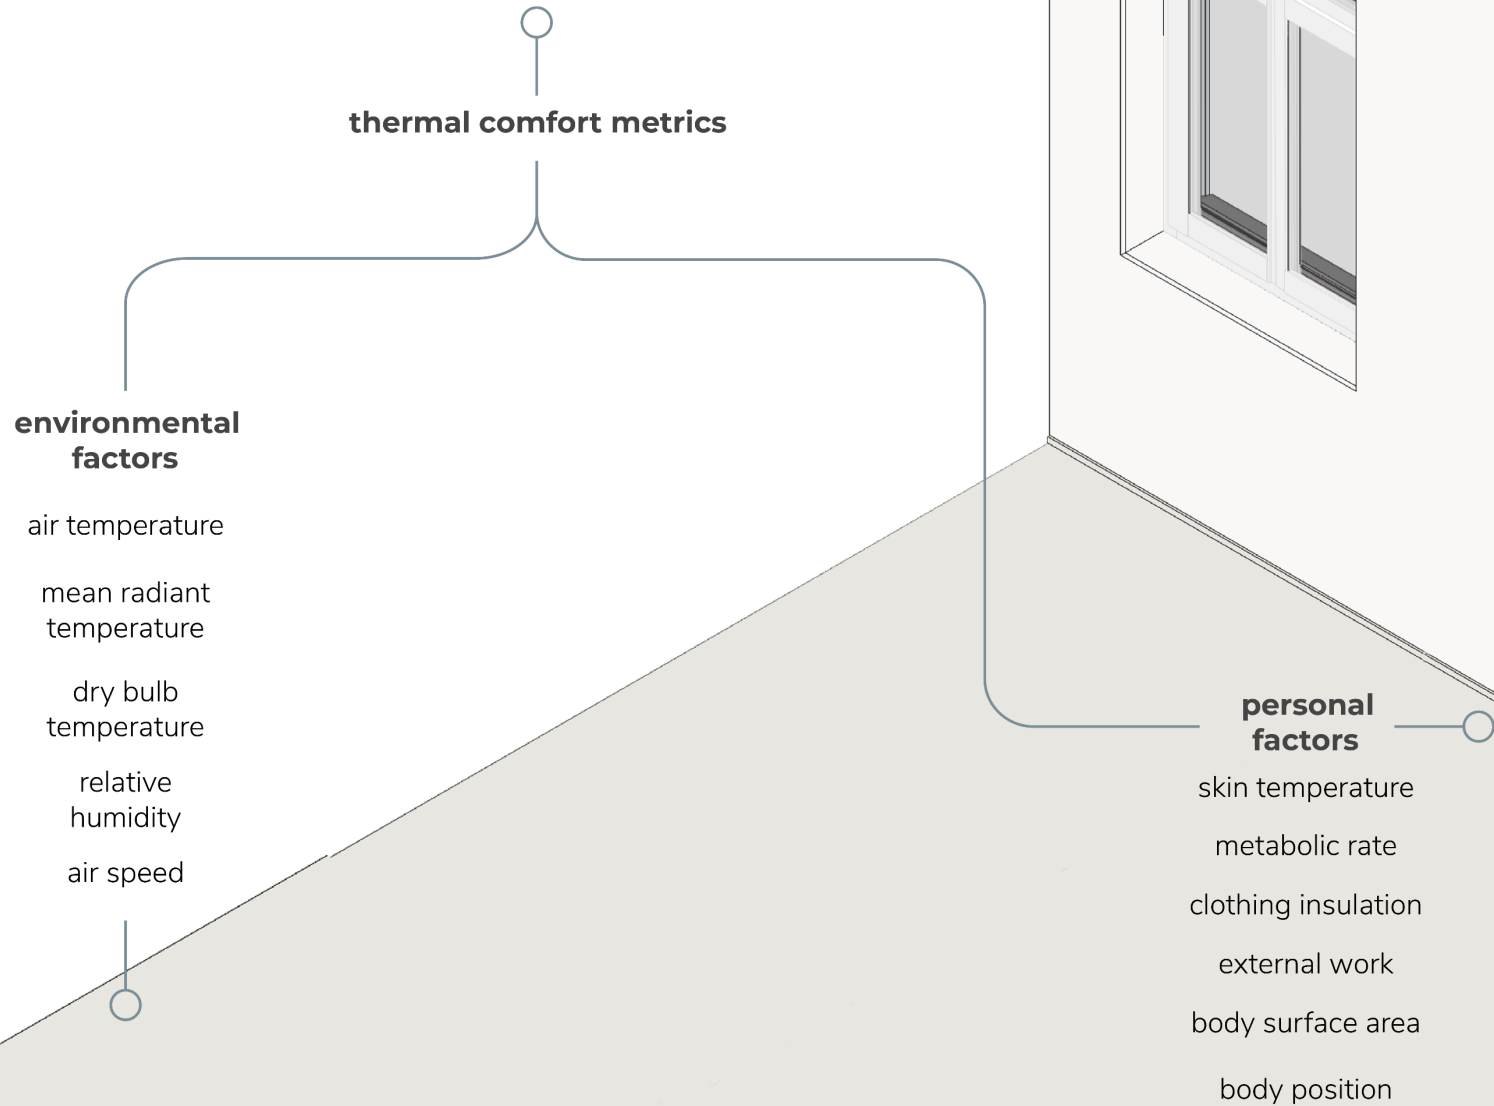 thermal comfort metrics
environmental
factors
air temperature
mean radiant
temperature
dry bulb
temperature
relative
humidity
air speed
personal
factors
skin temperature
metabolic rate
clothing insulation
external work
body surface area
body position